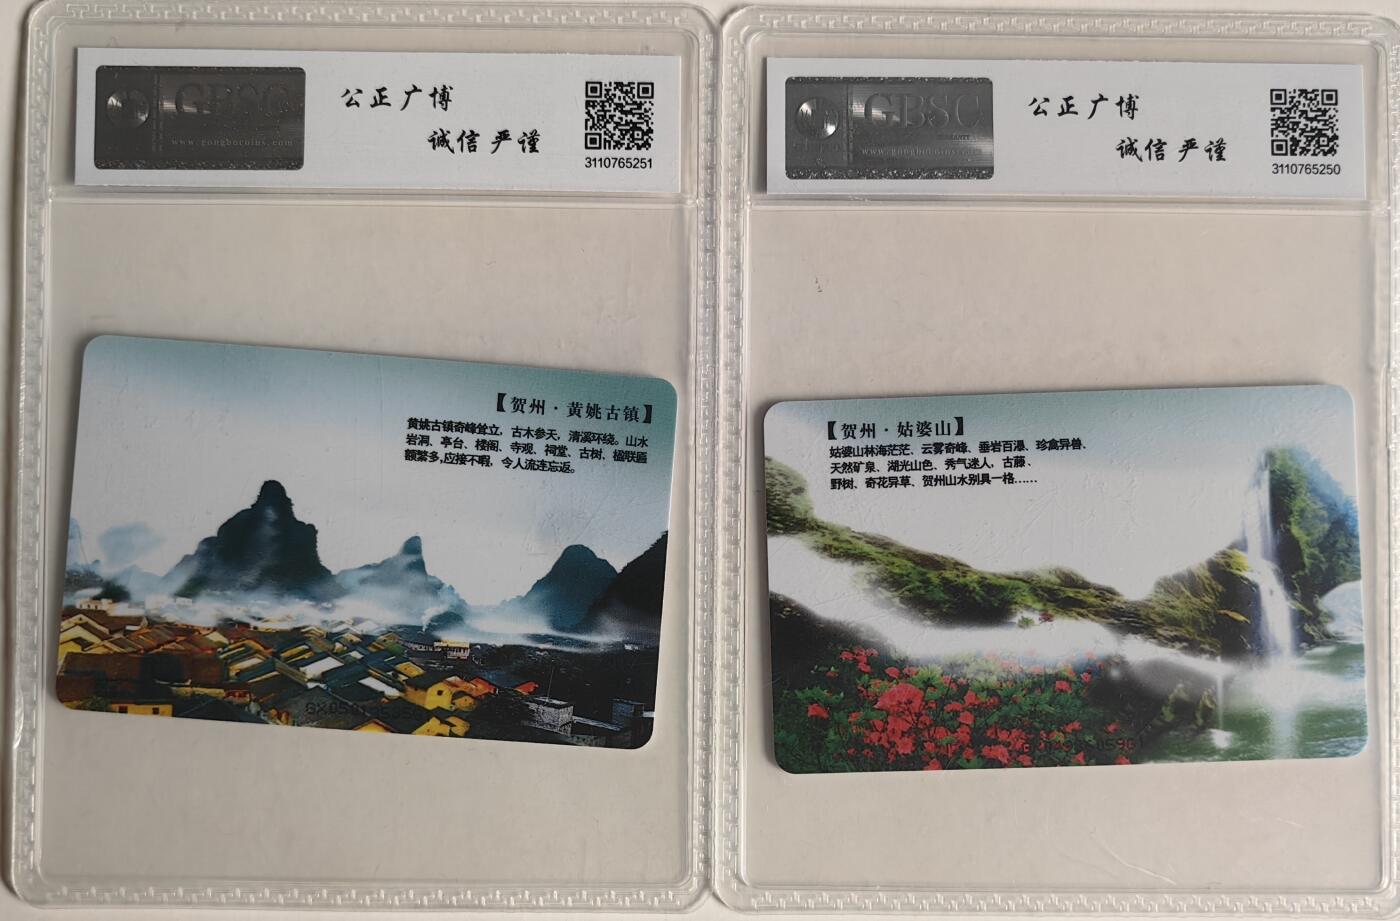 GBSC
www.gongbocoins.com
公正广博
诚信严谨
3110765251
【贺州·黄姚古镇】
黄姚古镇奇峰耸立，古木参天，清溪环绕。山水
岩洞、亭台、楼阁、寺观、祠堂、古树、楹联匾
额繁多,应接不暇，令人流连忘返。
GBSC
www.gongbocoins.com
公正广博
诚信严谨
3110765250
【贺州·姑婆山】
姑婆山林海茫茫、云雾奇峰、垂岩百瀑、珍禽异兽、
天然矿泉、湖光山色、秀气迷人，古藤、
野树、奇花异草、贺州山水别具一格……